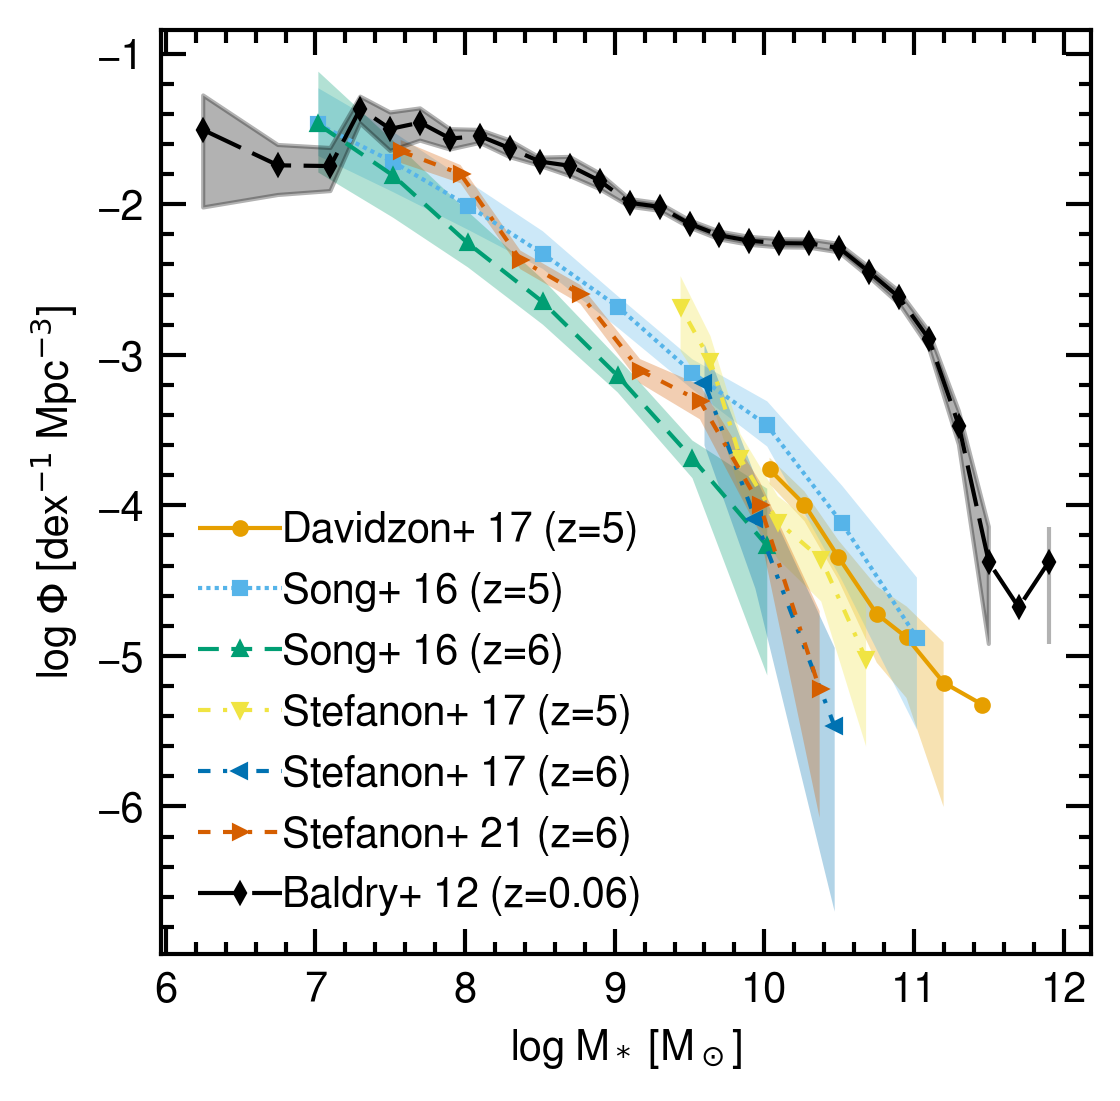 −1
−2
−3
−4
−5
−6
log Φ [dex⁻¹ Mpc⁻³]
Davidzon+ 17 (z=5)
Song+ 16 (z=5)
Song+ 16 (z=6)
Stefanon+ 17 (z=5)
Stefanon+ 17 (z=6)
Stefanon+ 21 (z=6)
Baldry+ 12 (z=0.06)
6 7 8 9 10 11 12
log M* [M⊙]